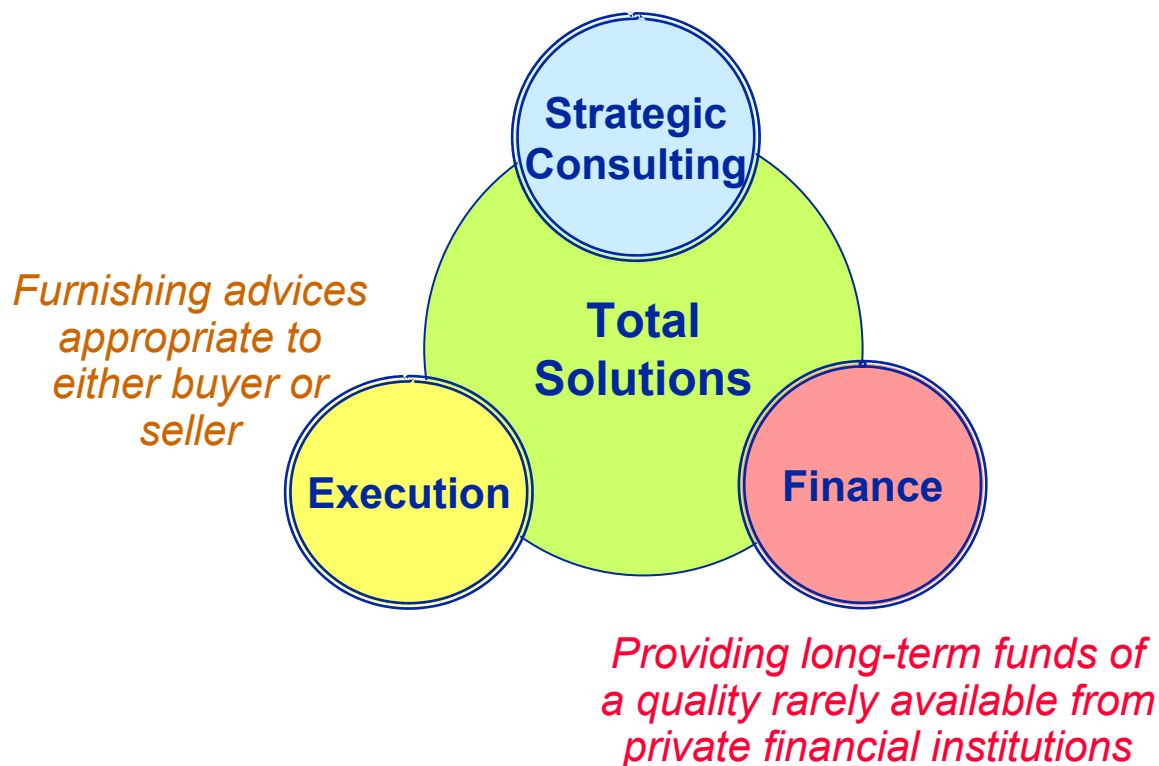 Strategic
Consulting
Total
Solutions
Furnishing advices
appropriate to
either buyer or
seller
Execution
Finance
Providing long-term funds of
a quality rarely available from
private financial institutions